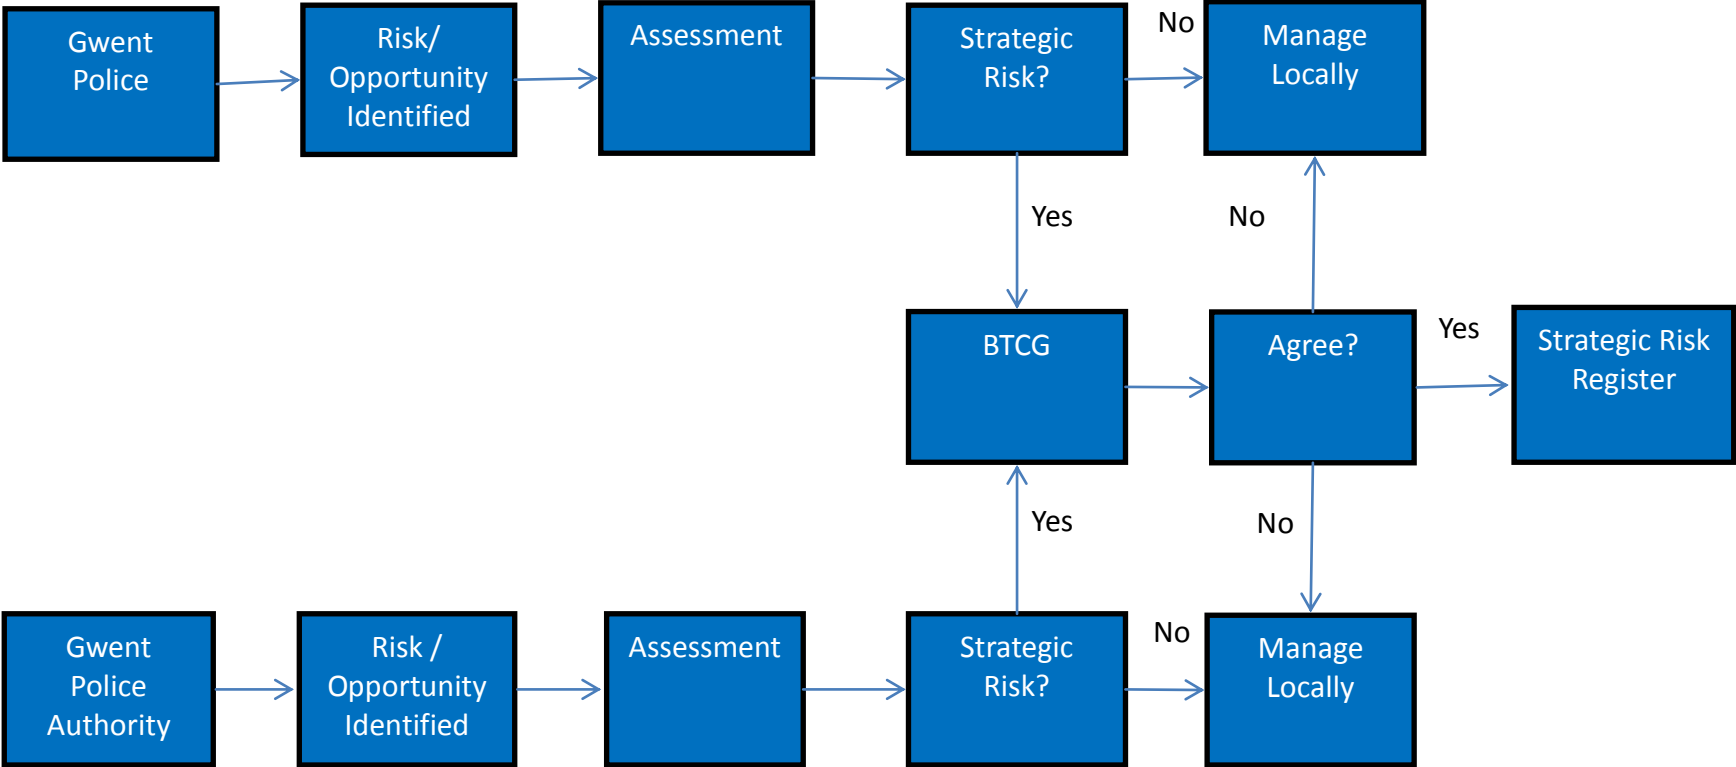 Gwent
Police
Risk/
Opportunity
Identified
Assessment
Strategic
Risk?
No
Manage
Locally
Yes
No
BTCG
Agree?
Yes
Strategic Risk
Register
Yes
No
Gwent
Police
Authority
Risk /
Opportunity
Identified
Assessment
Strategic
Risk?
No
Manage
Locally